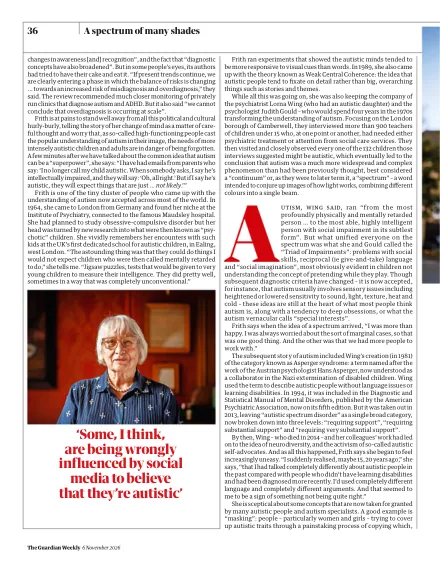 36
A spectrum of many shades
changes in awareness [and] recognition”, and the fact that “diagnostic
concepts have also broadened”. But in some people’s eyes, its authors
had tried to have their cake and eat it. “If present trends continue, we
are clearly entering a phase in which the balance of risks is changing
… towards an increased risk of misdiagnosis and overdiagnosis,” they
said. The review recommended much closer monitoring of privately
run clinics that diagnose autism and ADHD. But it also said “we cannot
conclude that overdiagnosis is occurring at scale”.
Frith is at pains to stand well away from all this political and cultural
hurly-burly, telling the story of her change of mind as a matter of care-
ful thought and worry that, as so-called high-functioning people cast
the popular understanding of autism in their image, the needs of more
intensely autistic children and adults are in danger of being forgotten.
A few minutes after we have talked about the common idea that autism
can be a “superpower”, she says: “I have had emails from parents who
say: ‘I no longer call my child autistic. When somebody asks, I say he’s
intellectually impaired, and they will say: ‘Oh, all right.’ But if I say he’s
autistic, they will expect things that are just … not likely.’”
Frith is one of the tiny cluster of people who came up with the
understanding of autism now accepted across most of the world. In
1964, she came to London from Germany and found her niche at the
Institute of Psychiatry, connected to the famous Maudsley hospital.
She had planned to study obsessive-compulsive disorder but her
head was turned by new research into what were then known as “psy-
chotic” children. She vividly remembers her encounters with such
kids at the UK’s first dedicated school for autistic children, in Ealing,
west London. “The astounding thing was that they could do things I
would not expect children who were then called mentally retarded
to do,” she tells me. “Jigsaw puzzles, tests that would be given to very
young children to measure their intelligence. They did pretty well,
sometimes in a way that was completely unconventional.”
‘Some, I think,
are being wrongly
influenced by social
media to believe
that they’re autistic’
Frith ran experiments that showed the autistic minds tended to
be more responsive to visual cues than words. In 1989, she also came
up with the theory known as Weak Central Coherence: the idea that
autistic people tend to fixate on detail rather than big, overarching
things such as stories and themes.
While all this was going on, she was also keeping the company of
the psychiatrist Lorna Wing (who had an autistic daughter) and the
psychologist Judith Gould – who would spend four years in the 1970s
transforming the understanding of autism. Focusing on the London
borough of Camberwell, they interviewed more than 900 teachers
of children under 15 who, at one point or another, had needed either
psychiatric treatment or attention from social care services. They
then visited and closely observed every one of the 132 children those
interviews suggested might be autistic, which eventually led to the
conclusion that autism was a much more widespread and complex
phenomenon than had been previously thought, best considered
a “continuum” or, as they were to later term it, a “spectrum” – a word
intended to conjure up images of how light works, combining different
colours into a single beam.
AUTISM, WING SAID, ran “from the most
profoundly physically and mentally retarded
person … to the most able, highly intelligent
person with social impairment in its subtlest
form”. But what unified everyone on the
spectrum was what she and Gould called the
“Triad of Impairments”: problems with social
skills, reciprocal (ie give-and-take) language
and “social imagination”, most obviously evident in children not
understanding the concept of pretending while they play. Though
subsequent diagnostic criteria have changed – it is now accepted,
for instance, that autism usually involves sensory issues including
heightened or lowered sensitivity to sound, light, texture, heat and
cold – these ideas are still at the heart of what most people think
autism is, along with a tendency to deep obsessions, or what the
autism vernacular calls “special interests”.
Frith says when the idea of a spectrum arrived, “I was more than
happy. I was always worried about the sort of marginal cases, so that
was one good thing. And the other was that we had more people to
work with.”
The subsequent story of autism included Wing’s creation (in 1981)
of the category known as Asperger syndrome: a term named after the
work of the Austrian psychologist Hans Asperger, now understood as
a collaborator in the Nazi extermination of disabled children. Wing
used the term to describe autistic people without language issues or
learning disabilities. In 1994, it was included in the Diagnostic and
Statistical Manual of Mental Disorders, published by the American
Psychiatric Association, now on its fifth edition. But it was taken out in
2013, leaving “autistic spectrum disorder” as a single broad category,
now broken down into three levels: “requiring support”, “requiring
substantial support” and “requiring very substantial support”.
By then, Wing – who died in 2014 – and her colleagues’ work had led
on to the idea of neurodiversity, and the activism of so-called autistic
self-advocates. And as all this happened, Frith says she began to feel
increasingly uneasy. “I suddenly realised, maybe 15, 20 years ago,” she
says, “that I had talked completely differently about autistic people in
the past compared with people who didn’t have learning disabilities
and had been diagnosed more recently. I’d used completely different
language and completely different arguments. And that seemed to
me to be a sign of something not being quite right.”
She is sceptical about some concepts that are now taken for granted
by many autistic people and autism specialists. A good example is
“masking”: people – particularly women and girls – trying to cover
up autistic traits through a painstaking process of copying which,
The Guardian Weekly 6 November 2026